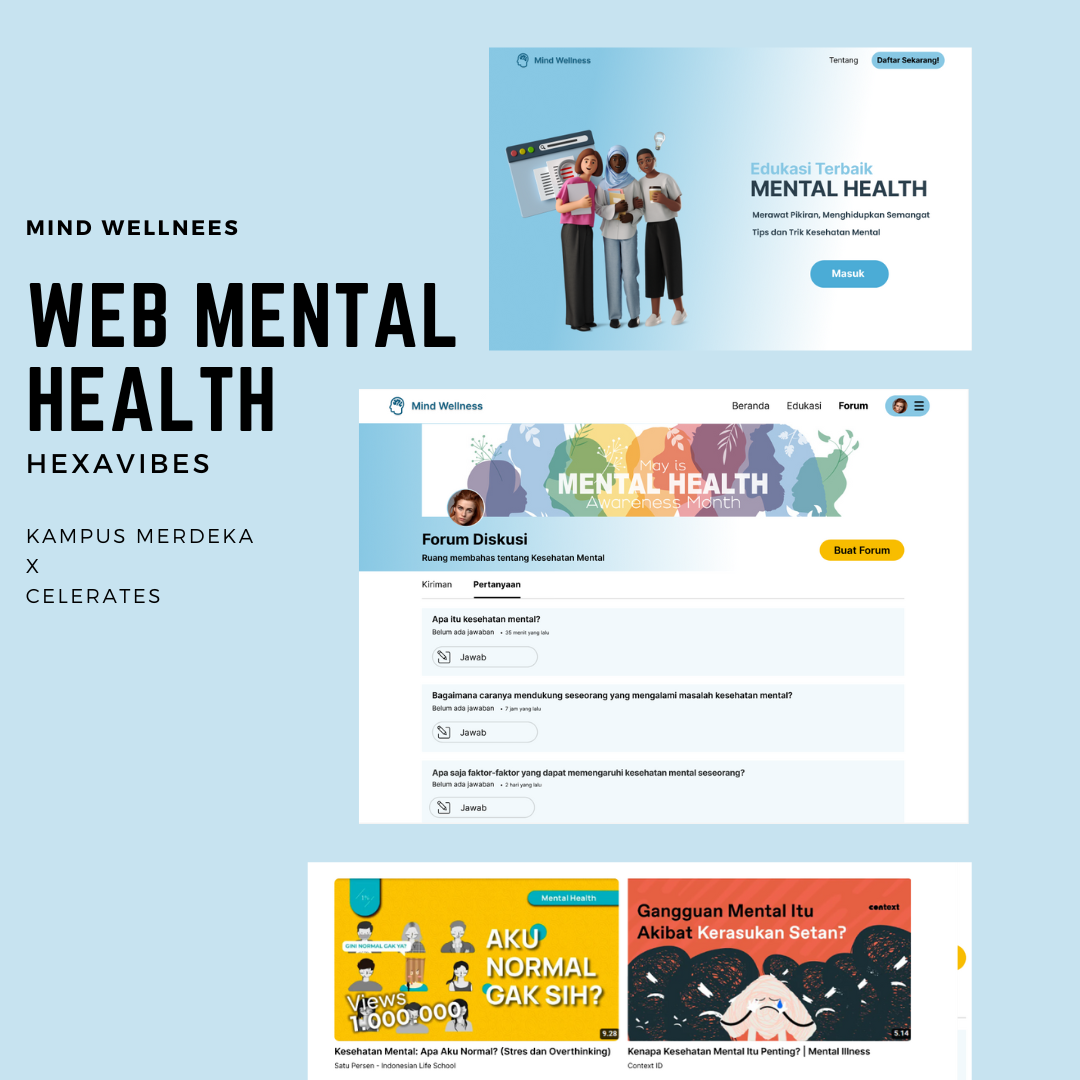 MIND WELLNEES
WEB MENTAL
HEALTH
HEXAVIBES
KAMPUS MERDEKA
X
CELERATES
Mind Wellness
Tentang
Daftar Sekarang!
Edukasi Terbaik
MENTAL HEALTH
Merawat Pikiran, Menghidupkan Semangat
Tips dan Trik Kesehatan Mental
Masuk
Mind Wellness
Beranda
Edukasi
Forum
May is
MENTAL HEALTH
Awareness Month
Forum Diskusi
Ruang membahas tentang Kesehatan Mental
Buat Forum
Kiriman
Pertanyaan
Apa itu kesehatan mental?
Belum ada jawaban • 35 menit yang lalu
Jawab
Bagaimana caranya mendukung seseorang yang mengalami masalah kesehatan mental?
Belum ada jawaban • 7 jam yang lalu
Jawab
Apa saja faktor-faktor yang dapat memengaruhi kesehatan mental seseorang?
Belum ada jawaban • 2 hari yang lalu
Jawab
Mental Health
GINI NORMAL GAK YA?
AKU
NORMAL
GAK SIH?
Views
1.000.000
9.28
Kesehatan Mental: Apa Aku Normal? (Stres dan Overthinking)
Satu Persen - Indonesian Life School
context
Gangguan Mental Itu
Akibat Kerasukan Setan?
5.14
Kenapa Kesehatan Mental Itu Penting? | Mental Illness
Context ID